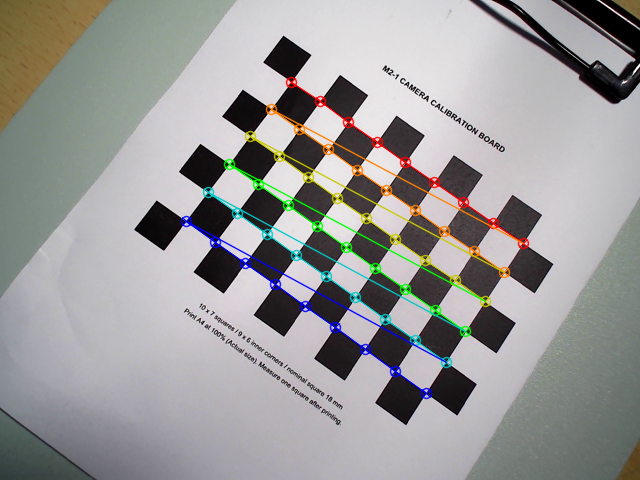 M2-1 CAMERA CALIBRATION BOARD
10 x 7 squares / 9 x 6 inner corners / nominal square 18 mm
Print A4 at 100% (Actual size). Measure one square after printing.